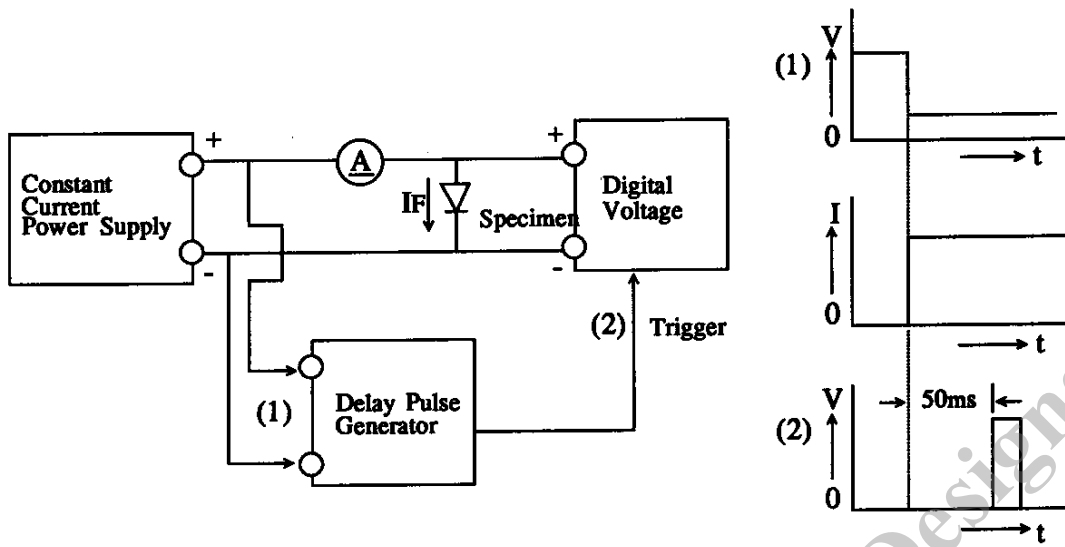 +
-
Constant
Current
Power Supply
A
IF
Specimen
+
-
Digital
Voltage
(2)
Trigger
(1)
Delay Pulse
Generator
(1)
V
0
t
I
0
t
(2)
V
50ms
0
t
Design